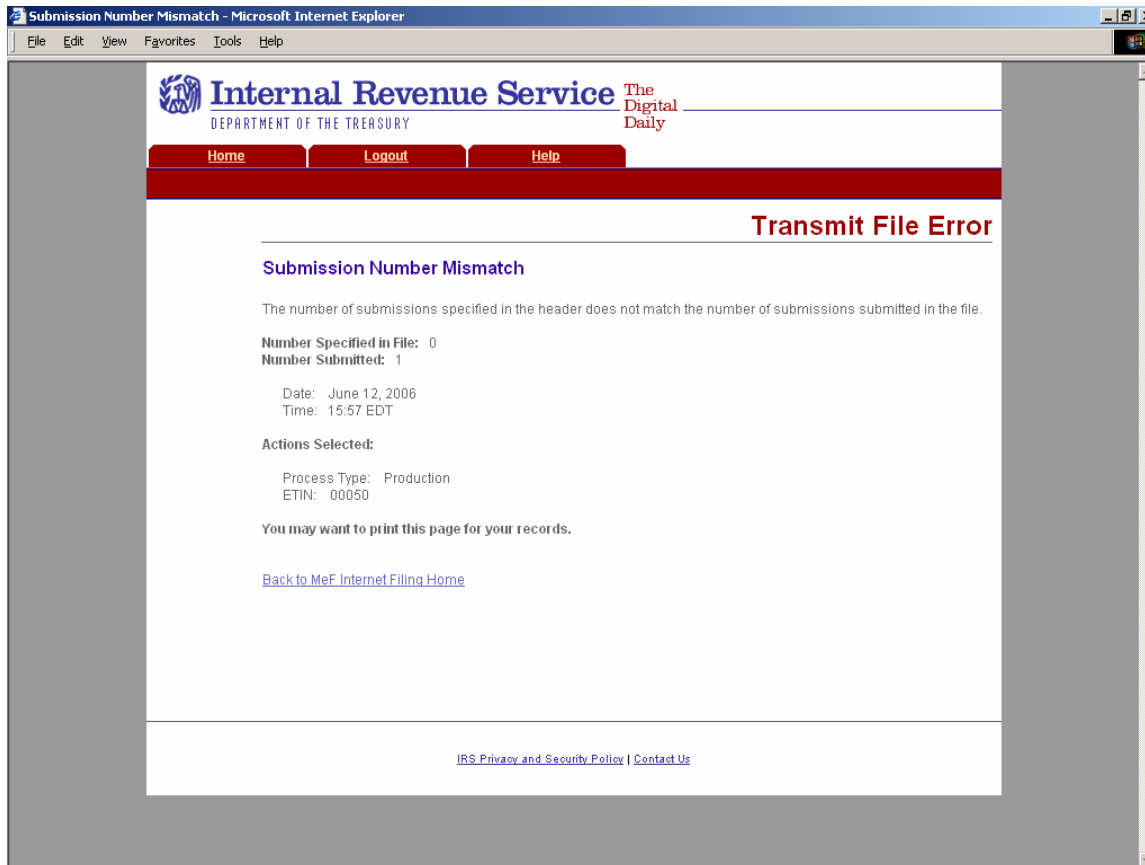 Submission Number Mismatch - Microsoft Internet Explorer
File Edit View Favorites Tools Help
Internal Revenue Service
DEPARTMENT OF THE TREASURY
The
Digital
Daily
Home Logout Help
Transmit File Error
Submission Number Mismatch
The number of submissions specified in the header does not match the number of submissions submitted in the file.
Number Specified in File: 0
Number Submitted: 1
Date: June 12, 2006
Time: 15:57 EDT
Actions Selected:
Process Type: Production
ETIN: 00050
You may want to print this page for your records.
Back to MeF Internet Filing Home
IRS Privacy and Security Policy | Contact Us